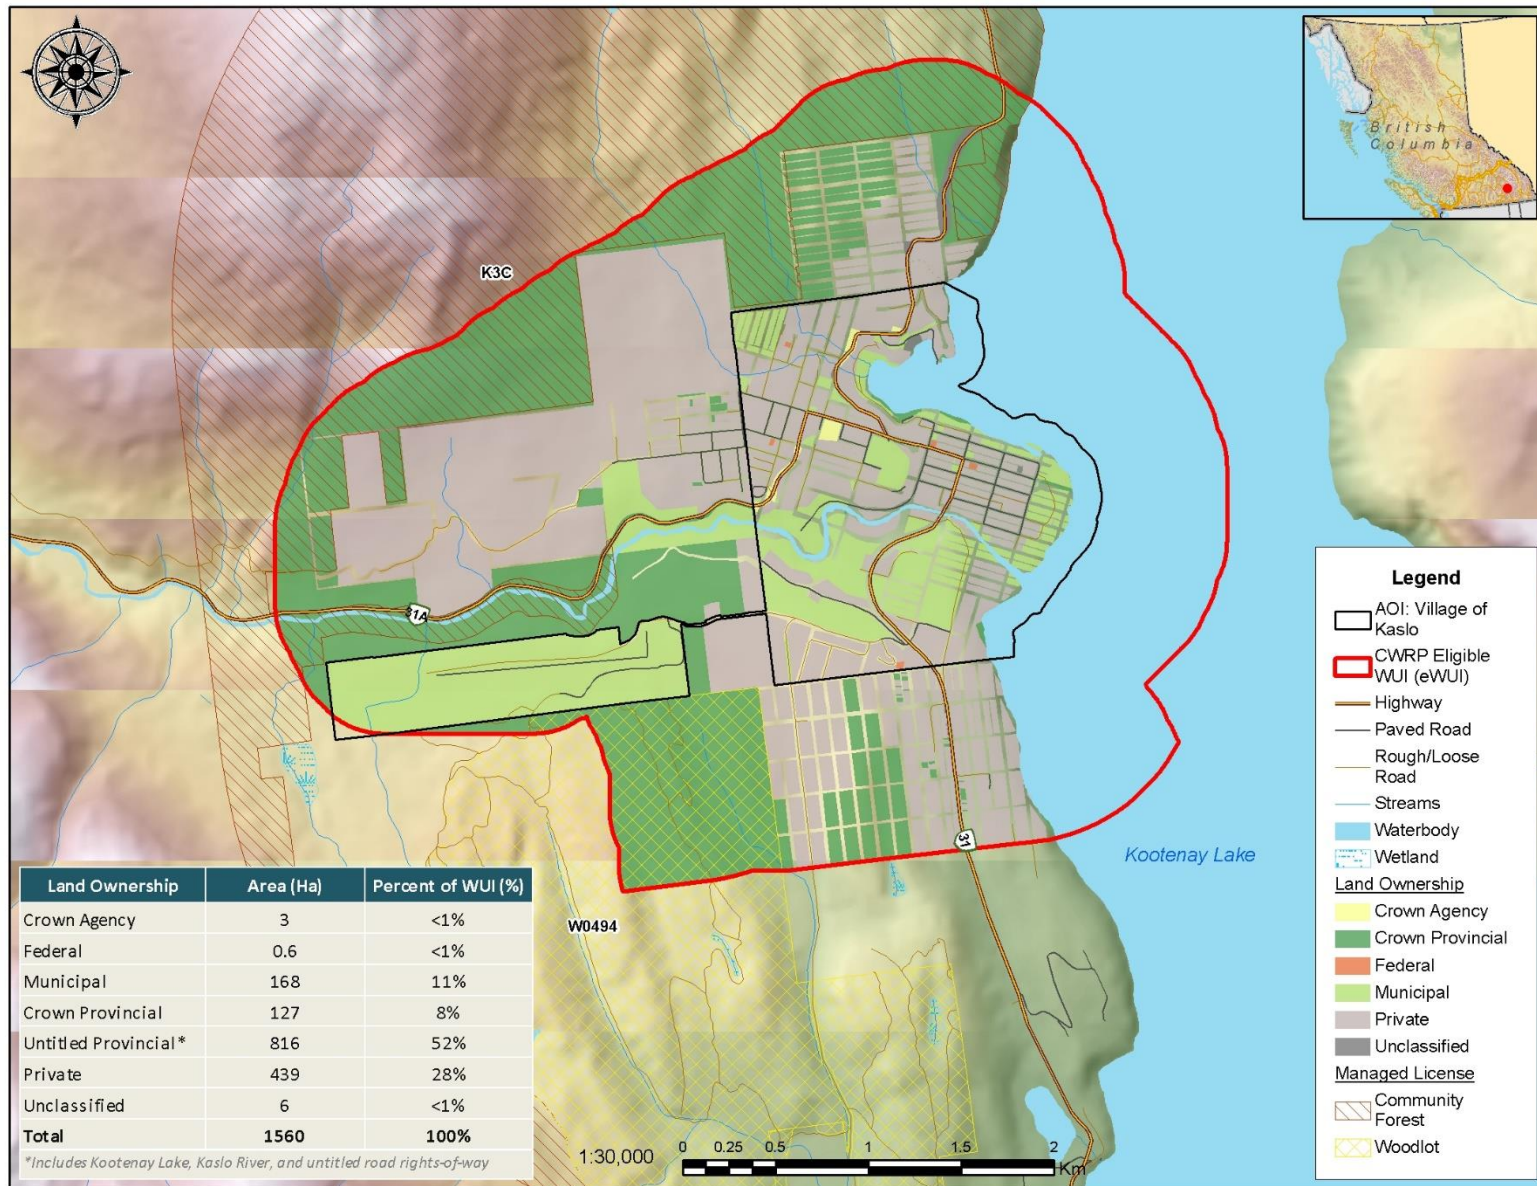 British
Columbia
K3C
31A
31
Kootenay Lake
W0494
Legend
AOI: Village of
Kaslo
CWRP Eligible
WUI (eWUI)
Highway
Paved Road
Rough/Loose
Road
Streams
Waterbody
Wetland
Land Ownership
Crown Agency
Crown Provincial
Federal
Municipal
Private
Unclassified
Managed License
Community
Forest
Woodlot
Land Ownership Area (Ha) Percent of WUI (%)
Crown Agency 3 <1%
Federal 0.6 <1%
Municipal 168 11%
Crown Provincial 127 8%
Untitled Provincial* 816 52%
Private 439 28%
Unclassified 6 <1%
Total 1560 100%
*Includes Kootenay Lake, Kaslo River, and untitled road rights-of-way
1:30,000
0 0.25 0.5 1 1.5 2
Km